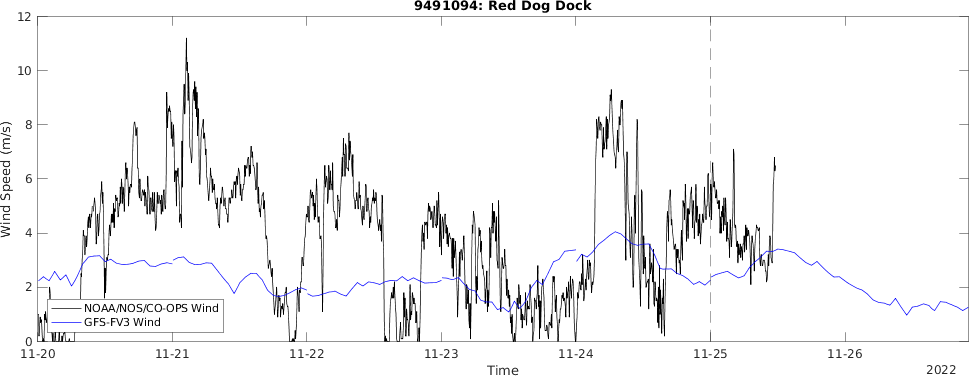 9491094: Red Dog Dock
12
10
8
6
4
2
0
Wind Speed (m/s)
NOAA/NOS/CO-OPS Wind
GFS-FV3 Wind
11-20 11-21 11-22 11-23 11-24 11-25 11-26
Time
2022